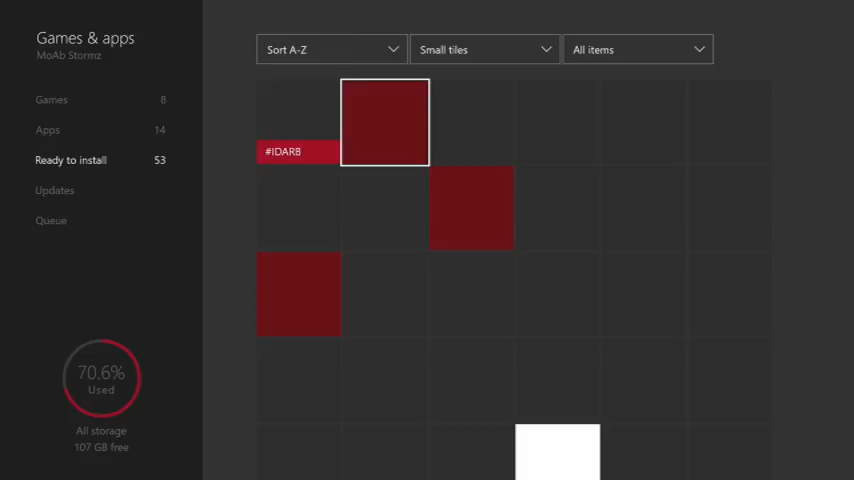 Games & apps
MoAb Stormz
Games 8
Apps 14
Ready to install 53
Updates
Queue
70.6%
Used
All storage
107 GB free
Sort A-Z
Small tiles
All items
#IDARB